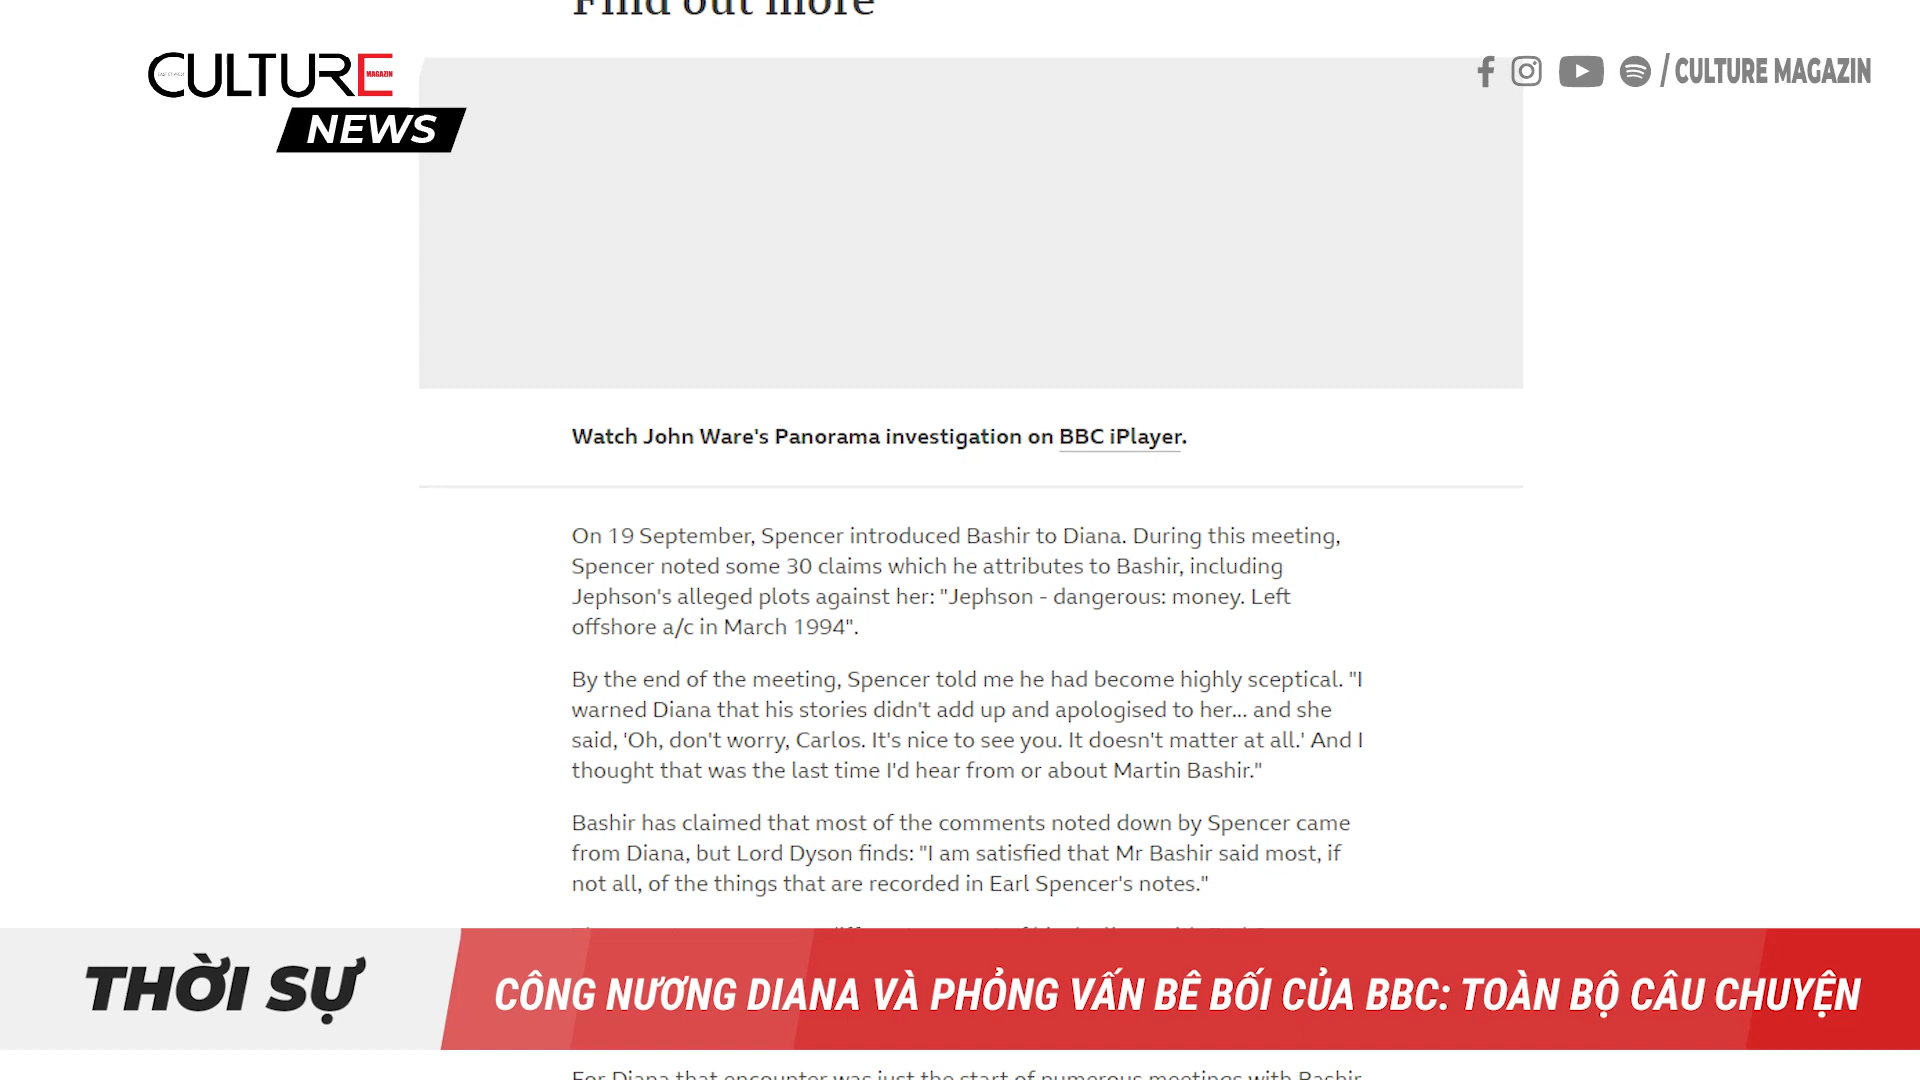 Find out more
CULTURE
MAGAZIN
NEWS
/ CULTURE MAGAZIN
Watch John Ware's Panorama investigation on BBC iPlayer.
On 19 September, Spencer introduced Bashir to Diana. During this meeting,
Spencer noted some 30 claims which he attributes to Bashir, including
Jephson's alleged plots against her: "Jephson - dangerous: money. Left
offshore a/c in March 1994".
By the end of the meeting, Spencer told me he had become highly sceptical. "I
warned Diana that his stories didn't add up and apologised to her... and she
said, 'Oh, don't worry, Carlos. It's nice to see you. It doesn't matter at all.' And I
thought that was the last time I'd hear from or about Martin Bashir."
Bashir has claimed that most of the comments noted down by Spencer came
from Diana, but Lord Dyson finds: "I am satisfied that Mr Bashir said most, if
not all, of the things that are recorded in Earl Spencer's notes."
THỜI SỰ
CÔNG NƯƠNG DIANA VÀ PHỎNG VẤN BÊ BỐI CỦA BBC: TOÀN BỘ CÂU CHUYỆN
For Diana that encounter was just the start of numerous meetings with Bashir